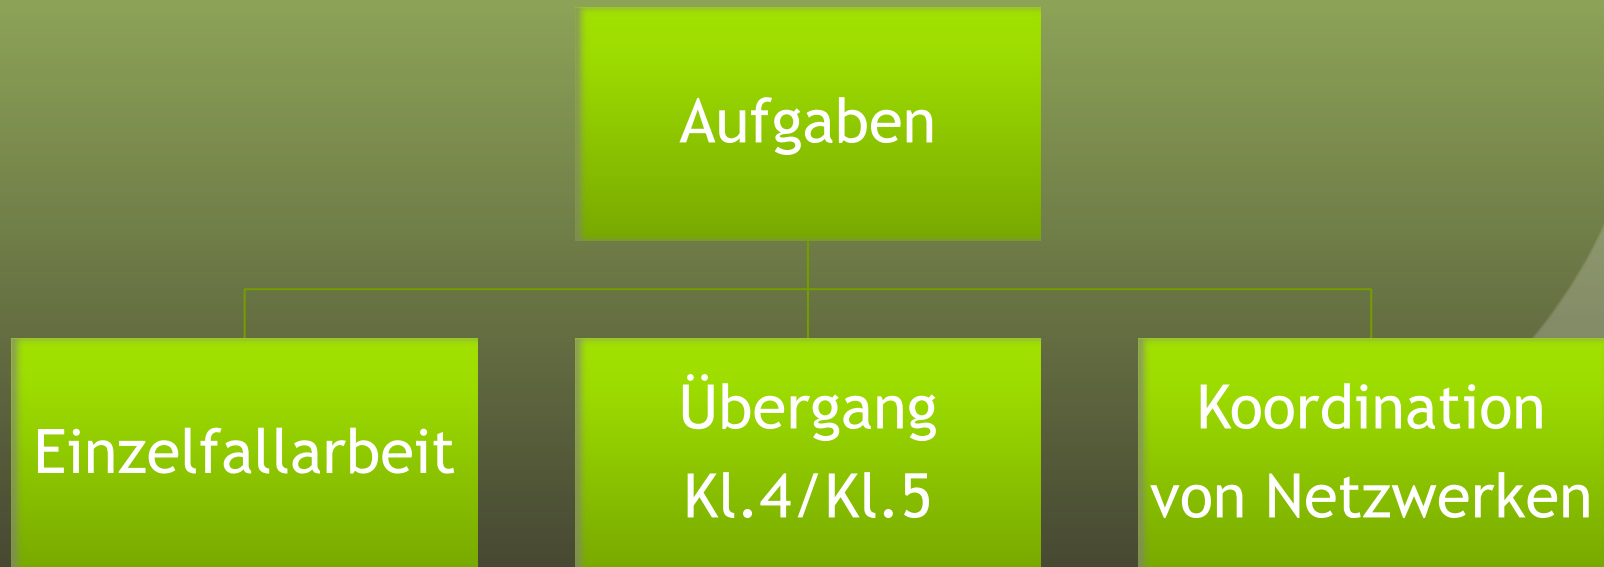 Aufgaben
Einzelfallarbeit
Übergang
Kl.4/Kl.5
Koordination
von Netzwerken